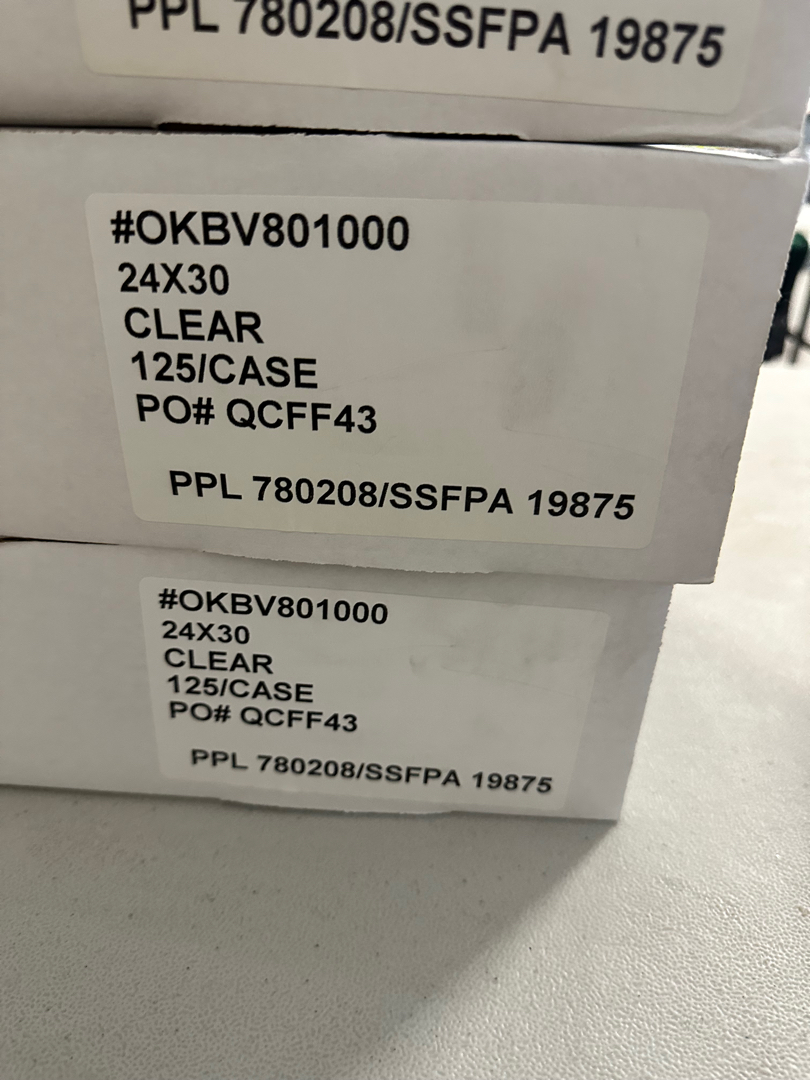 PPL 780208/SSFPA 19875
#OKBV801000
24X30
CLEAR
125/CASE
PO# QCFF43
PPL 780208/SSFPA 19875
#OKBV801000
24X30
CLEAR
125/CASE
PO# QCFF43
PPL 780208/SSFPA 19875